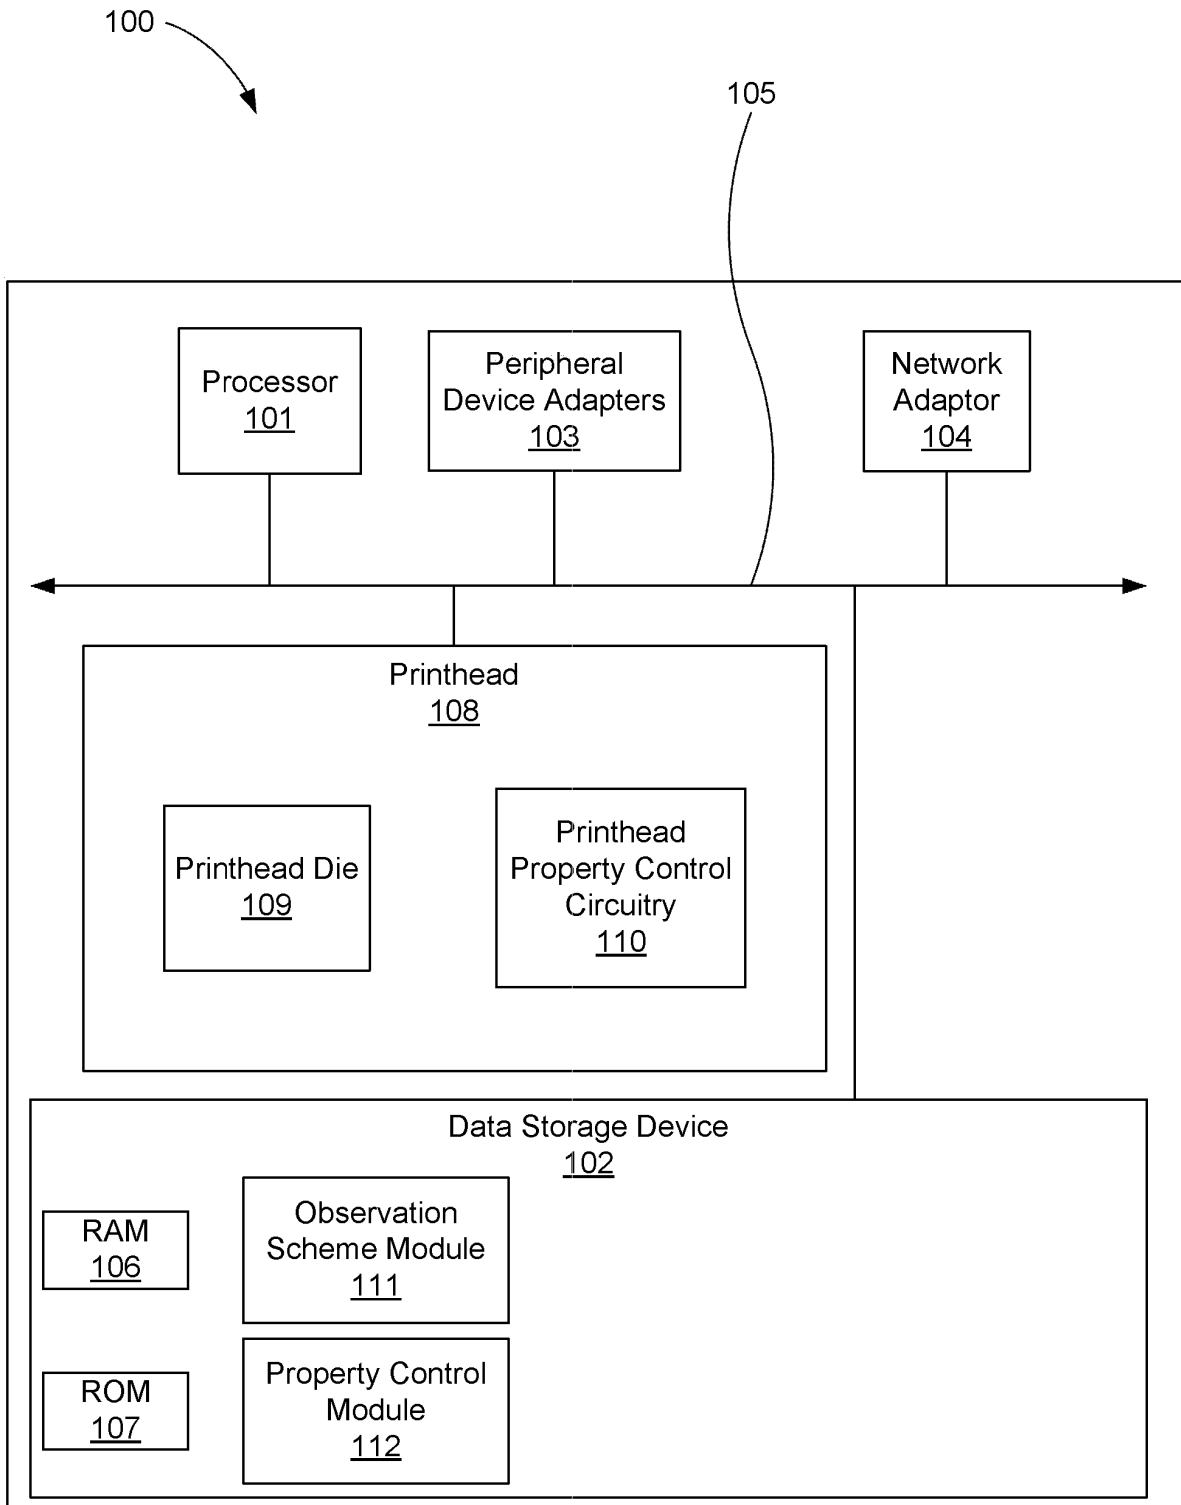 100
105
Processor
101
Peripheral
Device Adapters
103
Network
Adaptor
104
Printhead
108
Printhead Die
109
Printhead
Property Control
Circuitry
110
Data Storage Device
102
RAM
106
Observation
Scheme Module
111
ROM
107
Property Control
Module
112